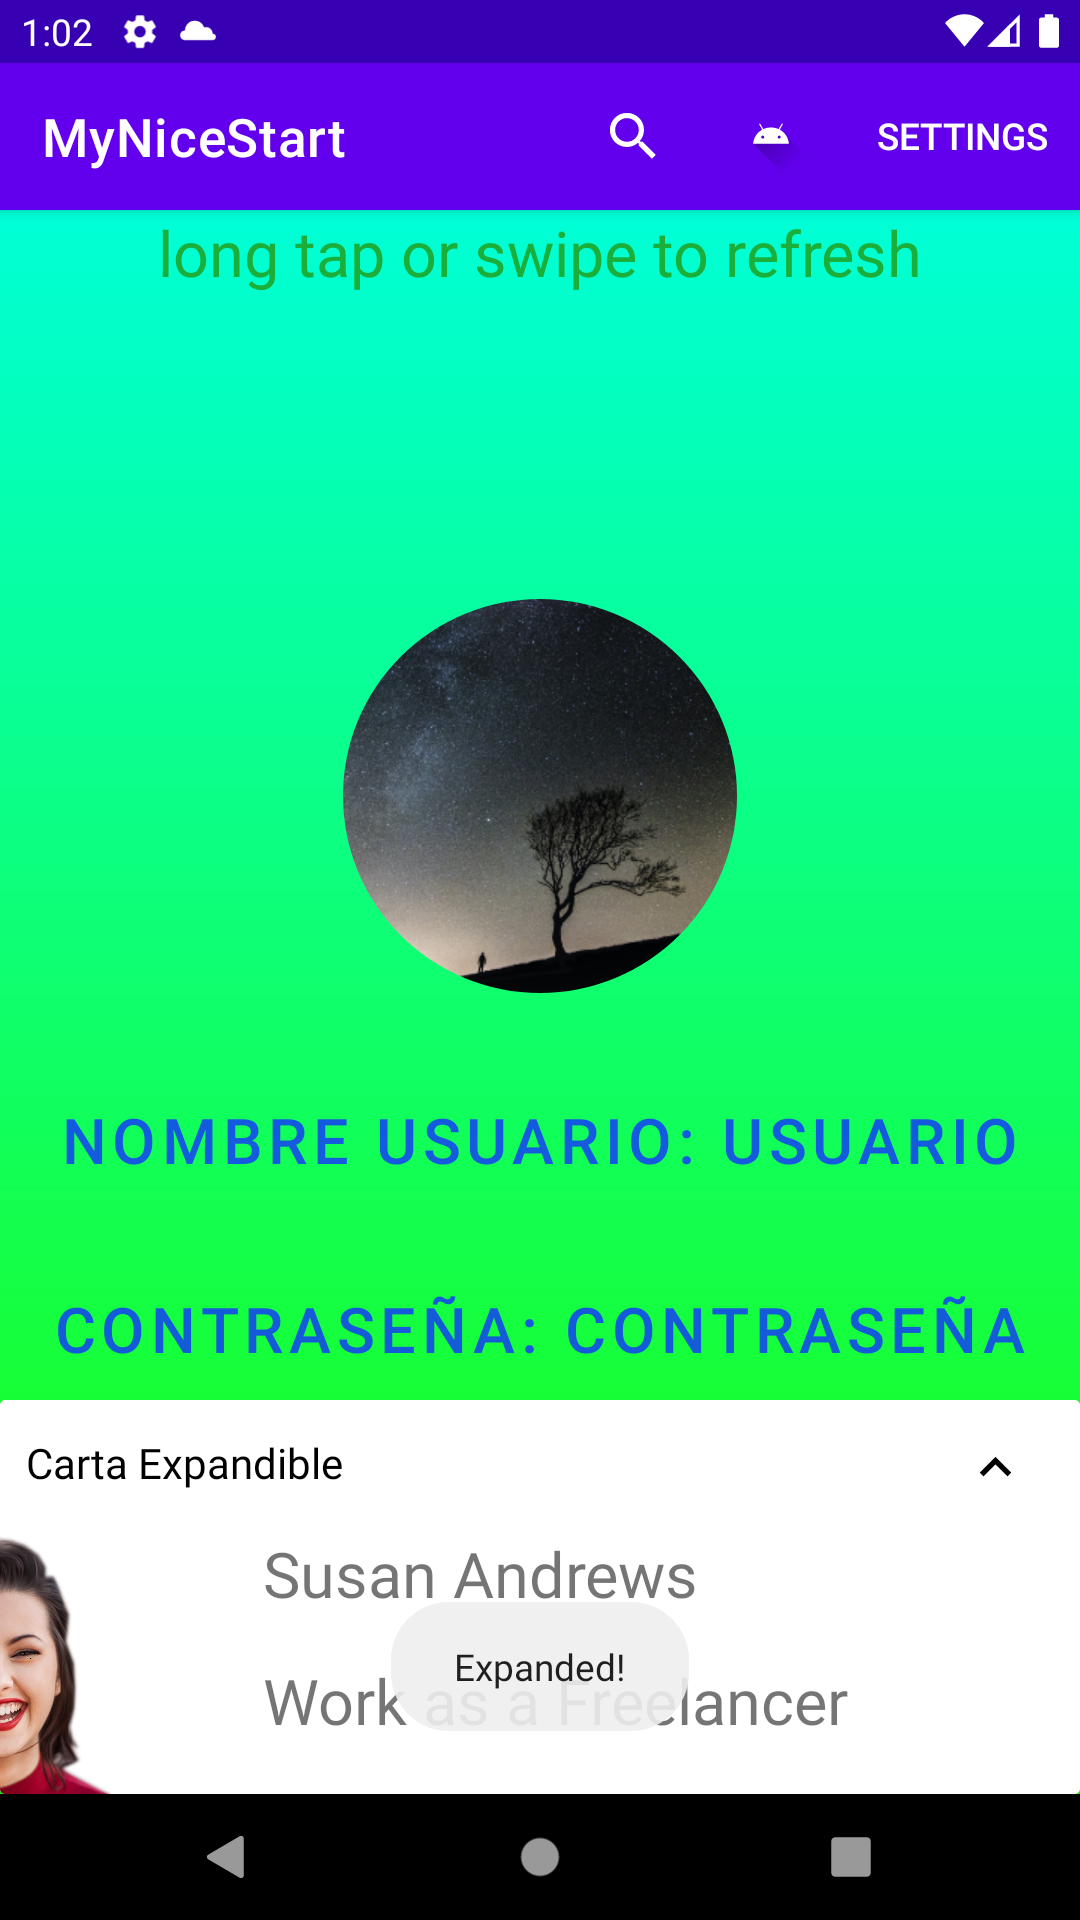 1:02
MyNiceStart
SETTINGS
long tap or swipe to refresh
NOMBRE USUARIO: USUARIO
CONTRASEÑA: CONTRASEÑA
Carta Expandible
Susan Andrews
Expanded!
Work as a Freelancer